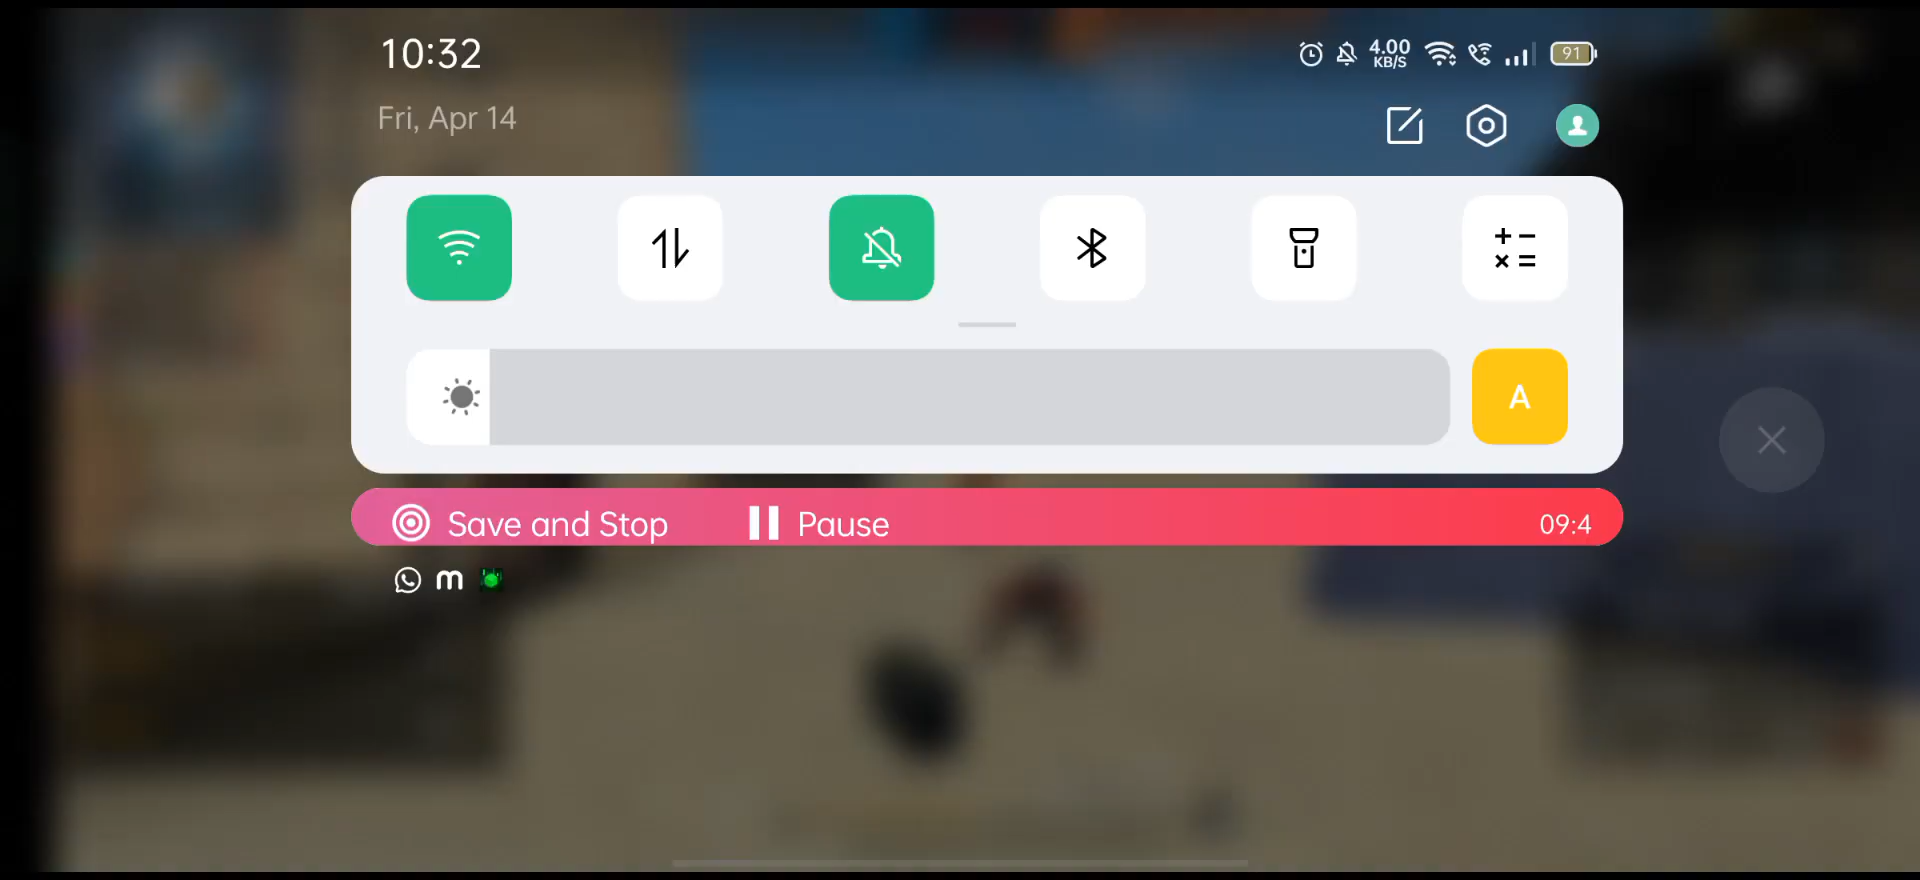 10:32
4.00
KB/S
91
Fri, Apr 14
A
Save and Stop
Pause
09:4
m